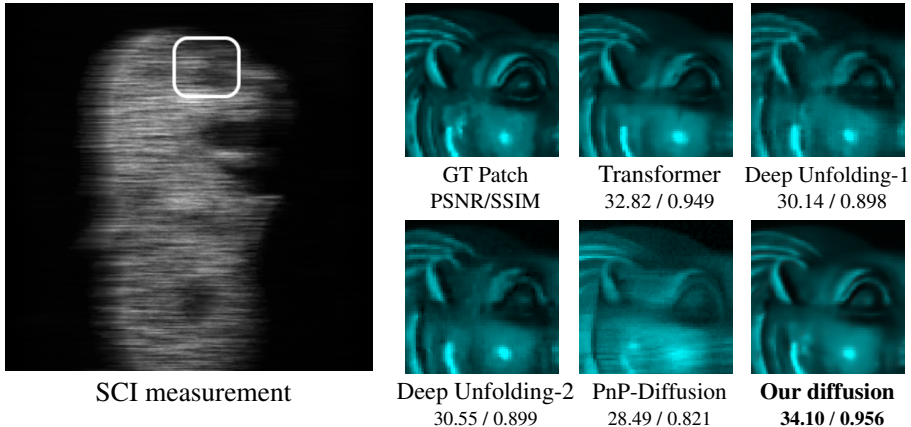 GT Patch
PSNR/SSIM
Transformer
32.82 / 0.949
Deep Unfolding-1
30.14 / 0.898
SCI measurement
Deep Unfolding-2
30.55 / 0.899
PnP-Diffusion
28.49 / 0.821
Our diffusion
34.10 / 0.956